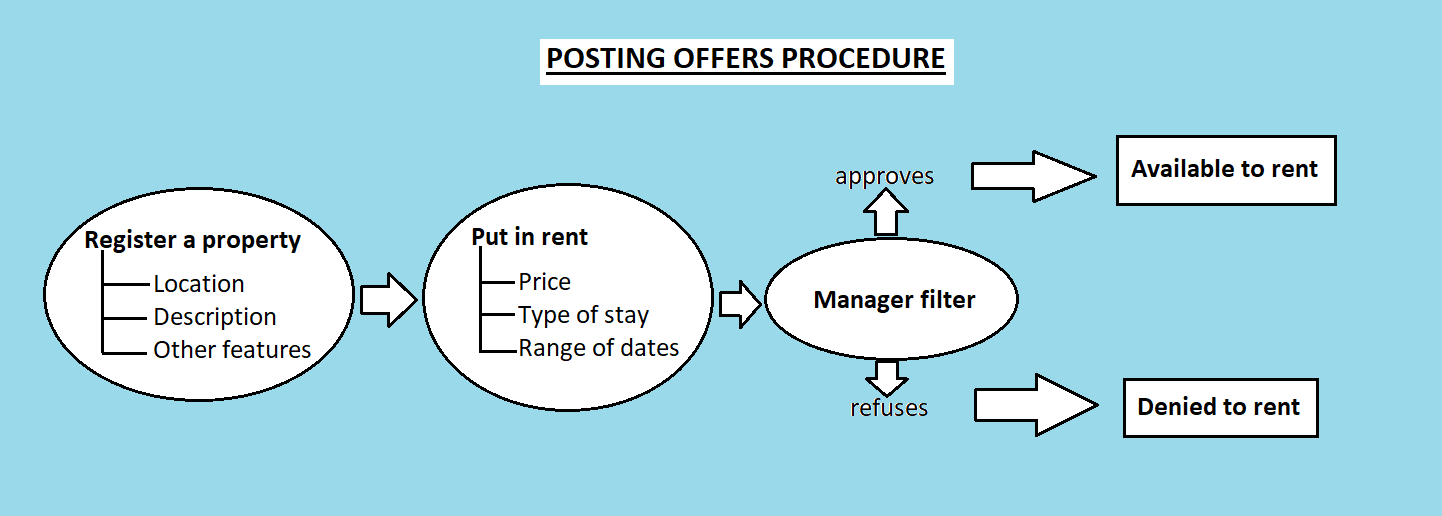 POSTING OFFERS PROCEDURE
Register a property
Location
Description
Other features
Put in rent
Price
Type of stay
Range of dates
Manager filter
approves
Available to rent
refuses
Denied to rent